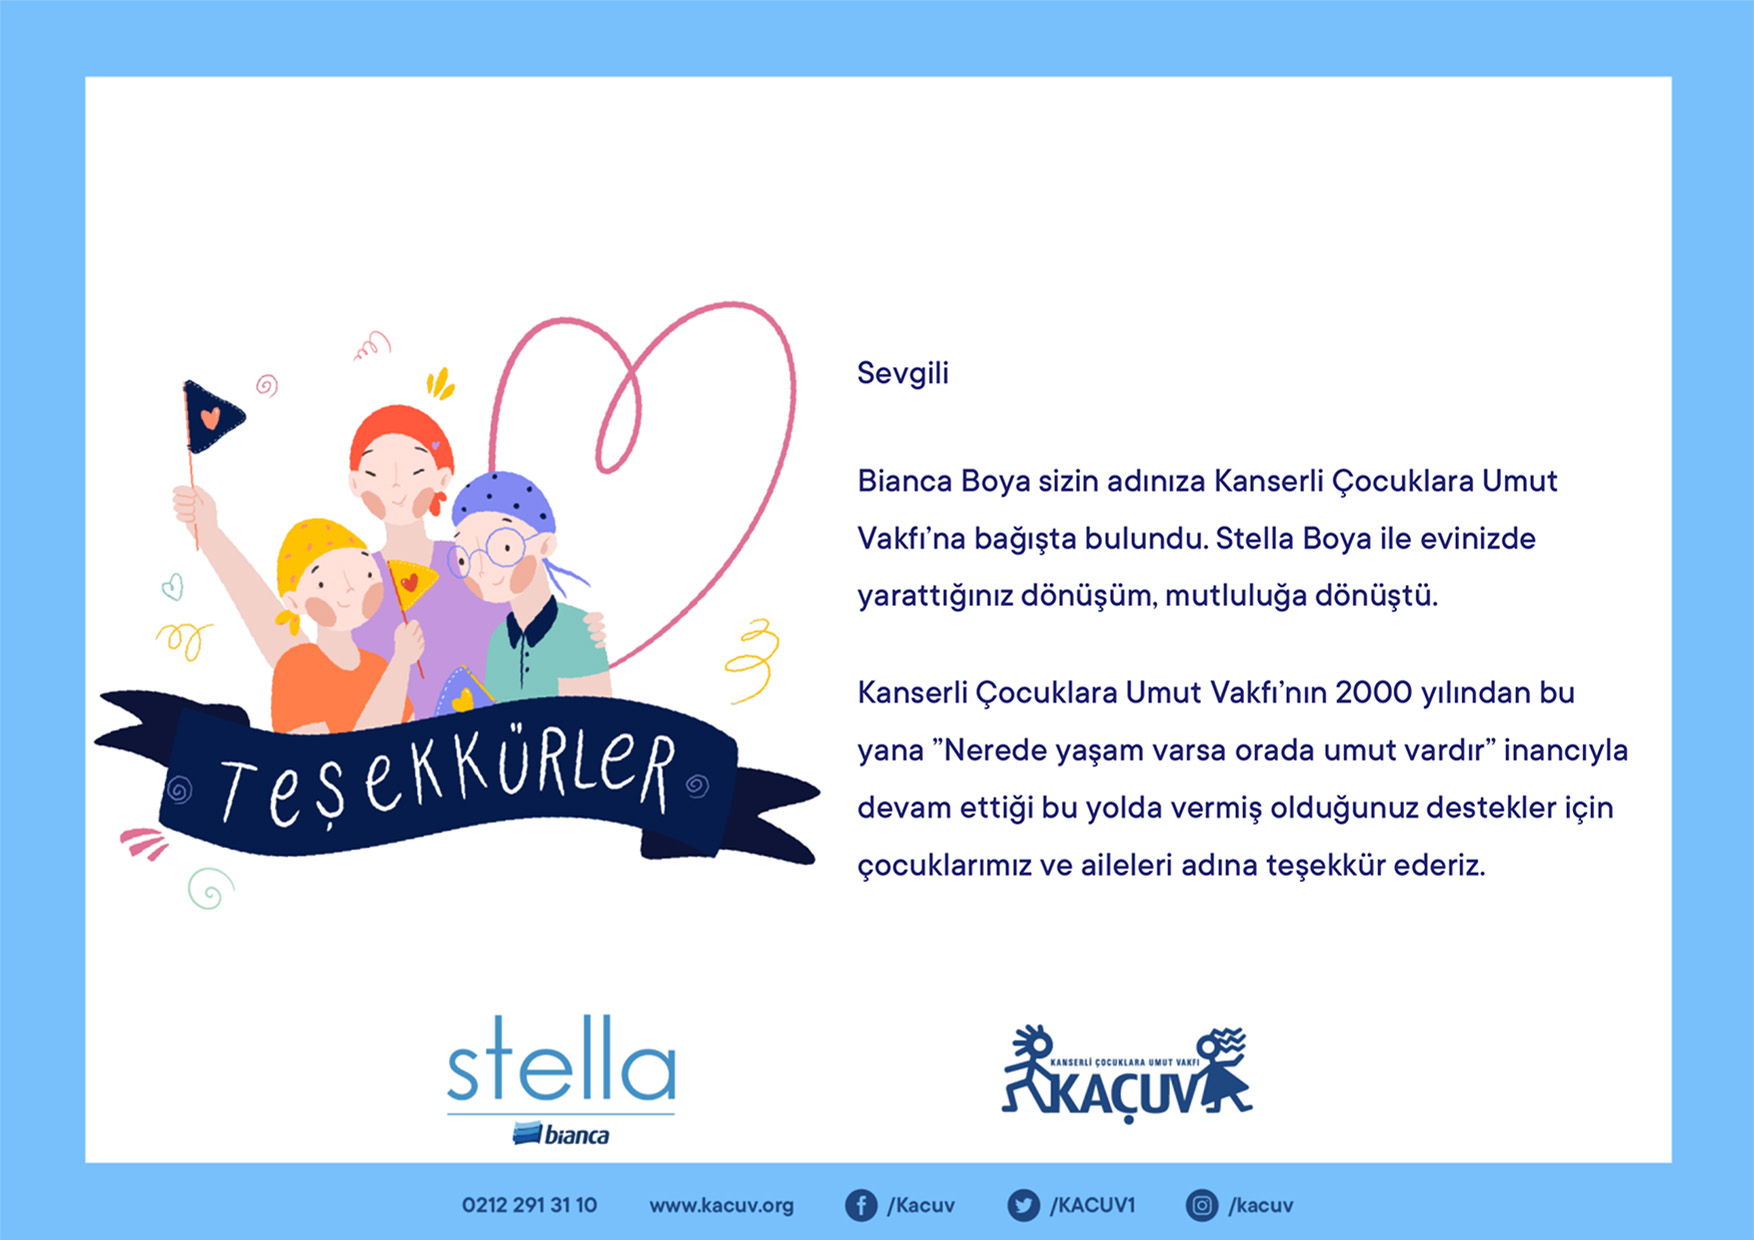 Sevgili
Bianca Boya sizin adınıza Kanserli Çocuklara Umut
Vakfı’na bağışta bulundu. Stella Boya ile evinizde
yarattığınız dönüşüm, mutluluğa dönüştü.
Kanserli Çocuklara Umut Vakfı’nın 2000 yılından bu
yana ”Nerede yaşam varsa orada umut vardır” inancıyla
devam ettiği bu yolda vermiş olduğunuz destekler için
çocuklarımız ve aileleri adına teşekkür ederiz.
TeşeKKÜRLeR
stella
bianca
KANSERLİ ÇOCUKLARA UMUT VAKFI
KAÇUV
0212 291 31 10 www.kacuv.org /Kacuv /KACUV1 /kacuv